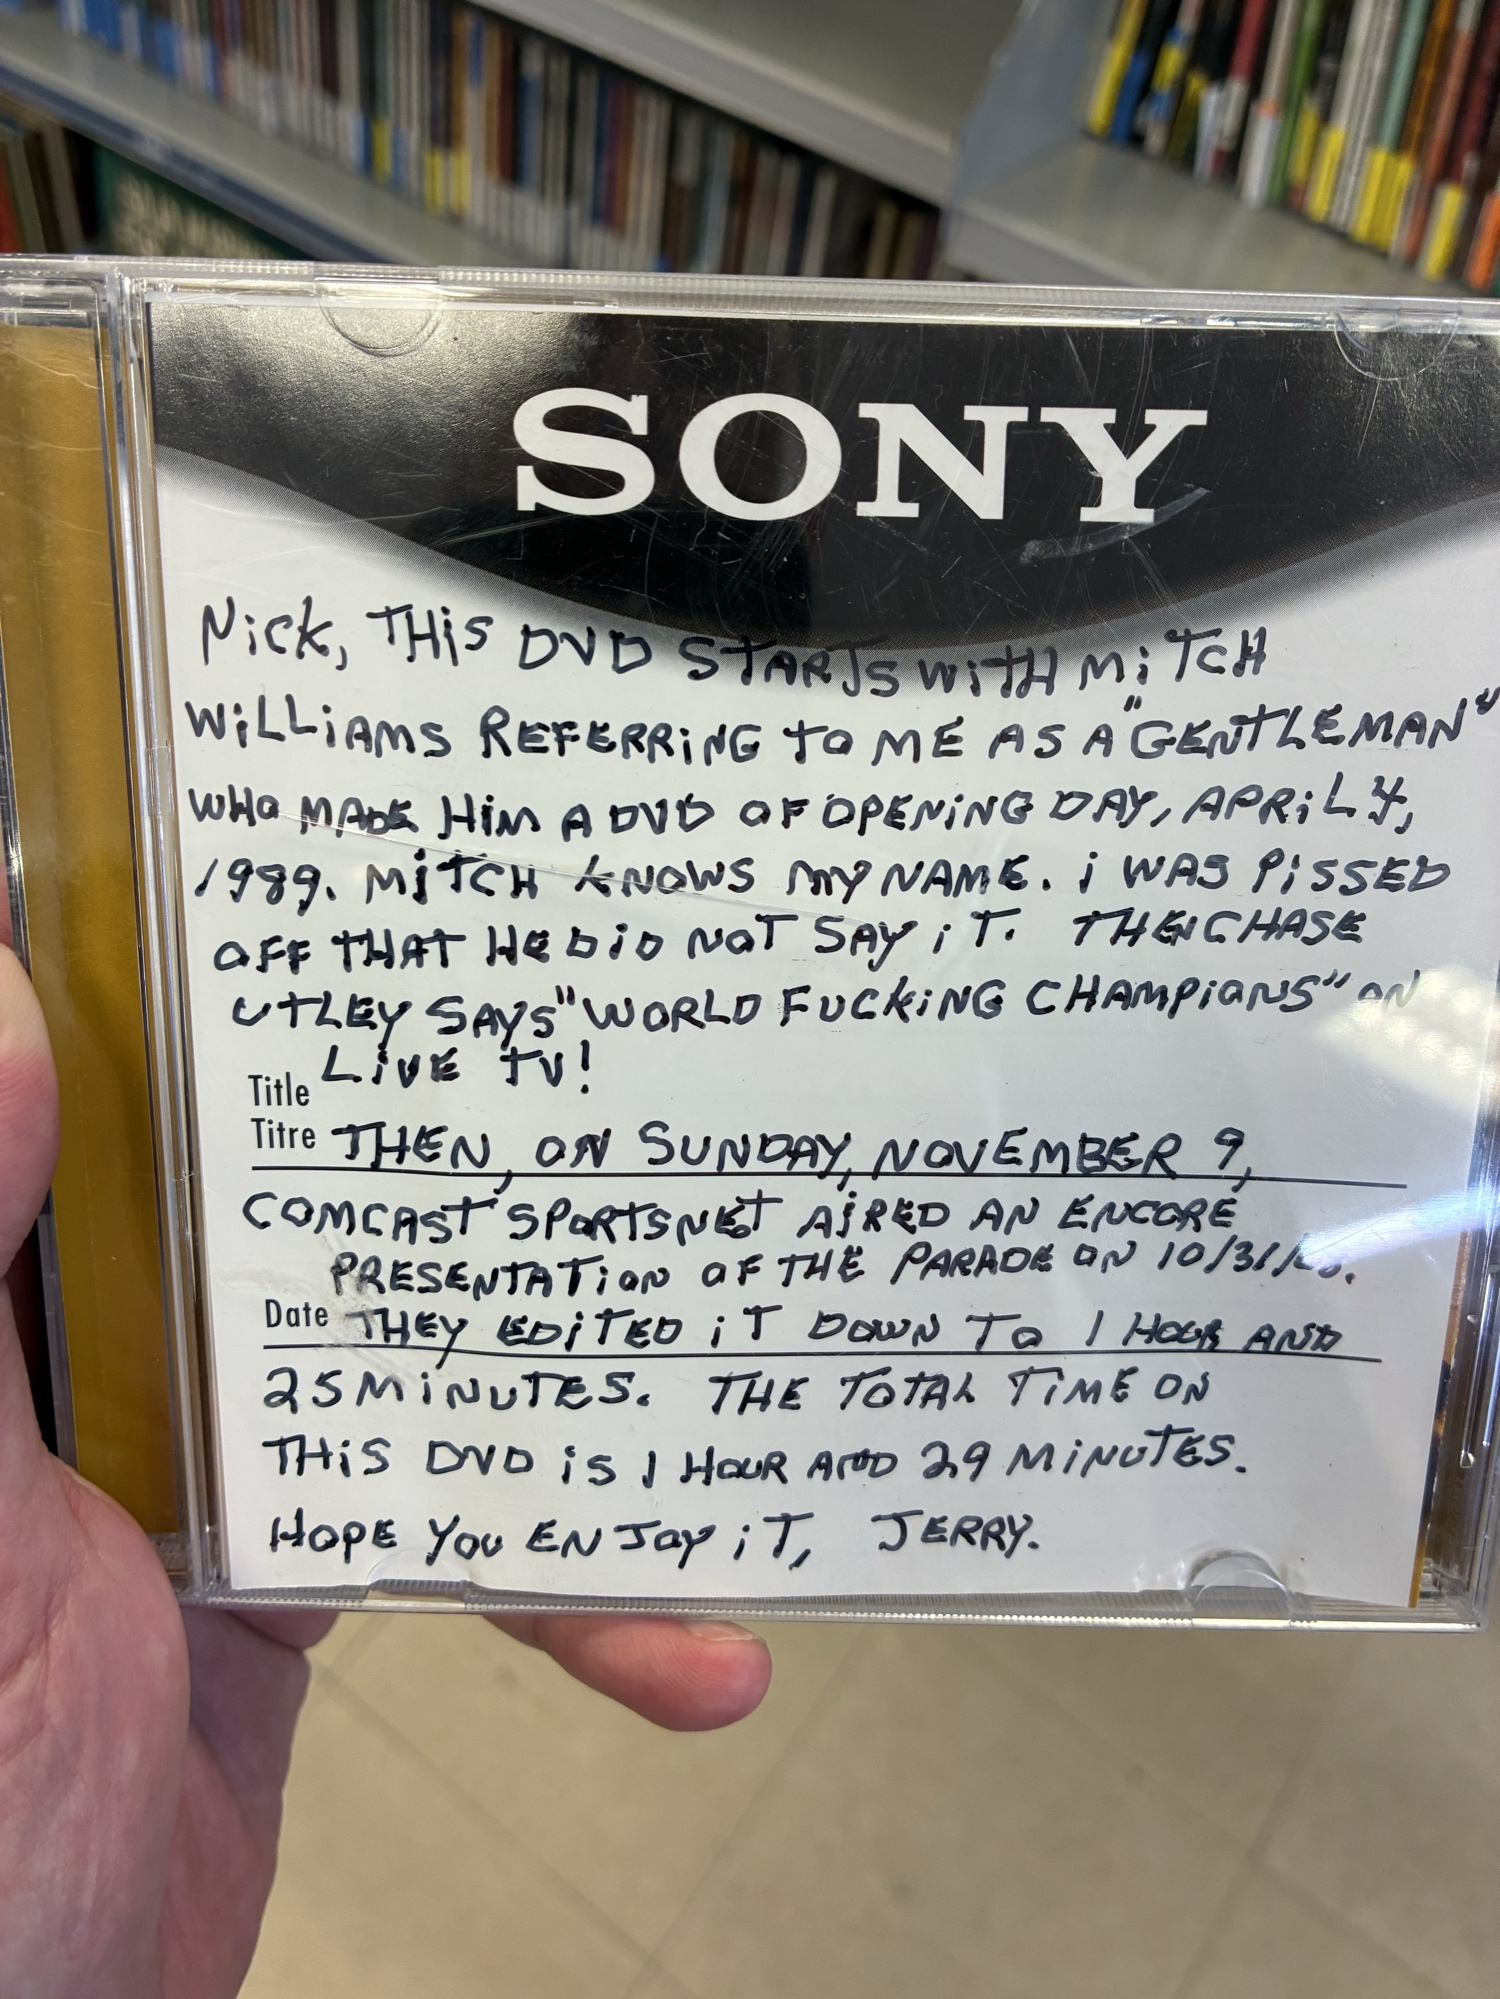 SONY
NiCK, THiS DVD STARTS WiTH MiTCH
WiLLiAMS REFERRiNG TO ME AS A "GENTLEMAN"
WHO MADE HIM A DVD OF OPENiNG DAY, APRiL 4,
1989. MiTCH KNOWS MY NAME. i WAS PiSSED
OFF THAT HE DiD NOT SAY iT. THEN CHASE
UTLEY SAYS "WORLD FUCKiNG CHAMPiONS" ON
LiVE TV!
Title
Titre THEN, ON SUNDAY, NOVEMBER 9,
COMCAST SPORTSNET AiRED AN ENCORE
PRESENTATiON OF THE PARADE ON 10/31/08.
Date THEY EDiTED iT DOWN TO 1 HOUR AND
25 MiNUTES. THE TOTAL TiME ON
THiS DVD iS 1 HOUR AND 29 MiNUTES.
HOPE YOU ENJOY iT, JERRY.